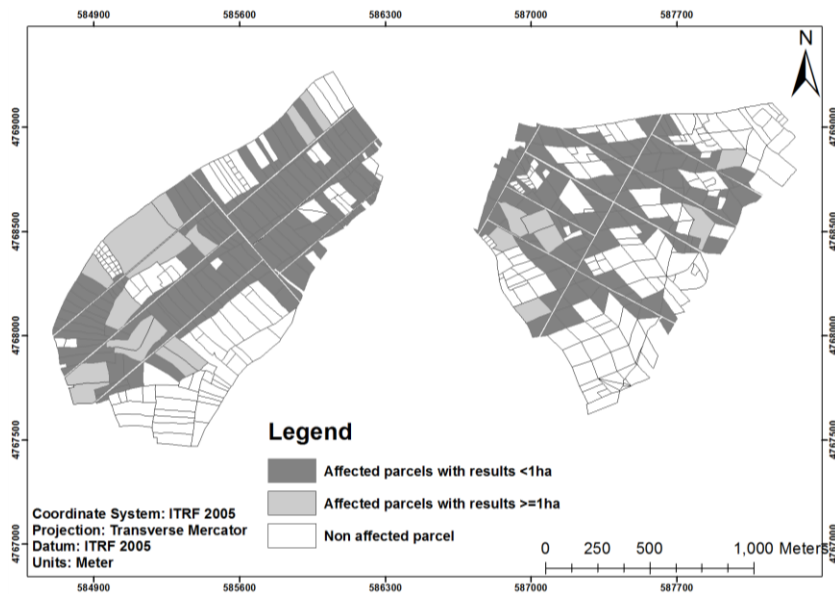 584900 585600 586300 587000 587700
N
4769000 4769000
4768500 4768500
4768000 4768000
4767500 4767500
4767000 4767000
Legend
Affected parcels with results <1ha
Affected parcels with results >=1ha
Non affected parcel
Coordinate System: ITRF 2005
Projection: Transverse Mercator
Datum: ITRF 2005
Units: Meter
0 250 500 1,000 Meters
584900 585600 586300 587000 587700